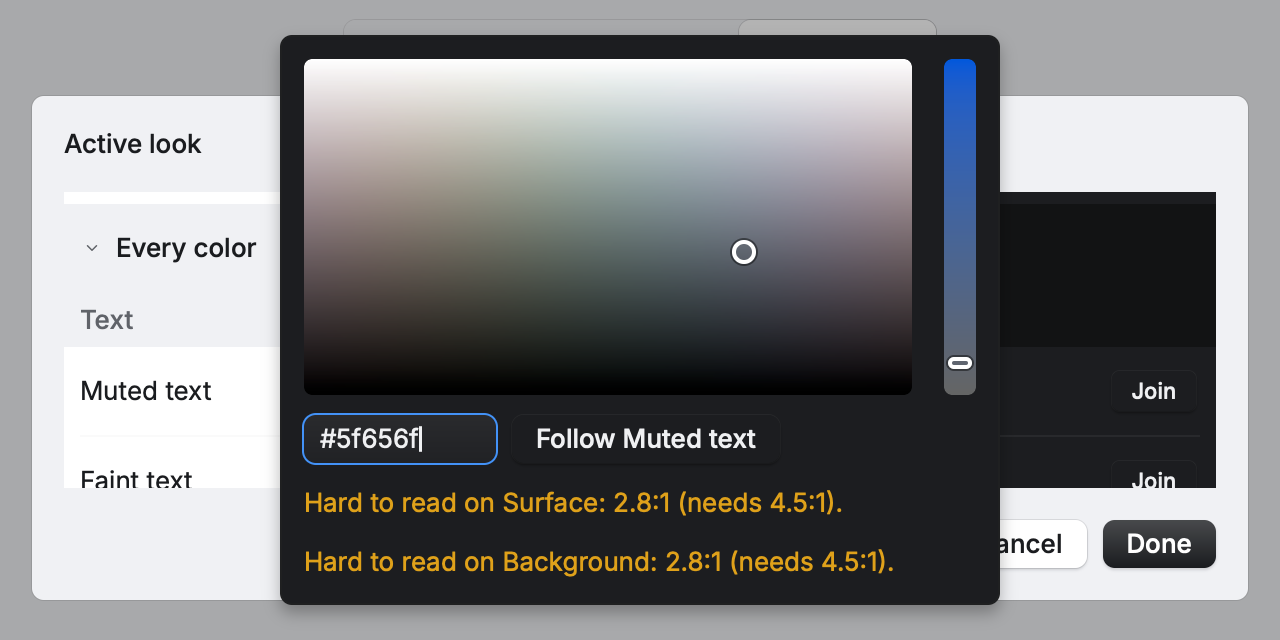 Active look
Every color
Text
Muted text
Join
Faint text
Join
#5f656f
Follow Muted text
Hard to read on Surface: 2.8:1 (needs 4.5:1).
Hard to read on Background: 2.8:1 (needs 4.5:1).
Done